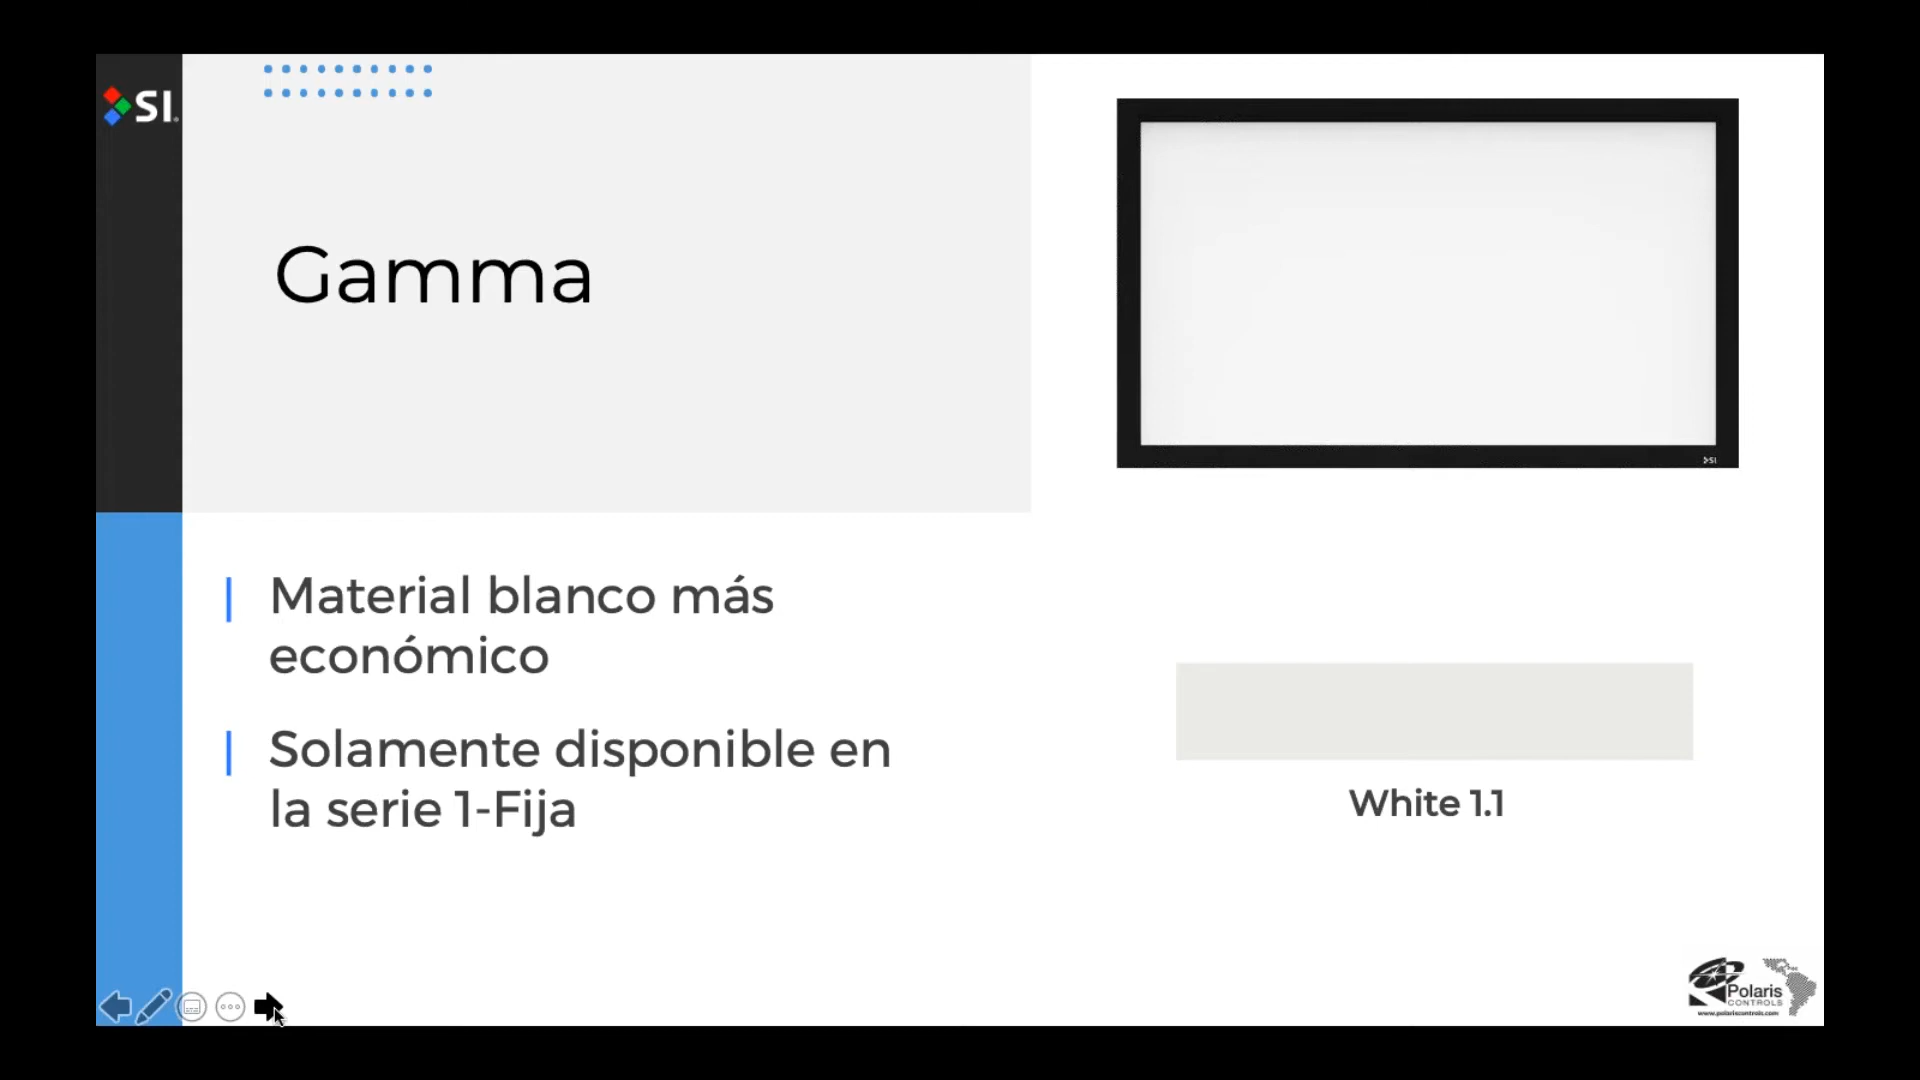 SI.
Gamma
SI
Material blanco más
económico
Solamente disponible en
la serie 1-Fija
White 1.1
Polaris
CONTROLS
www.polariscontrols.com